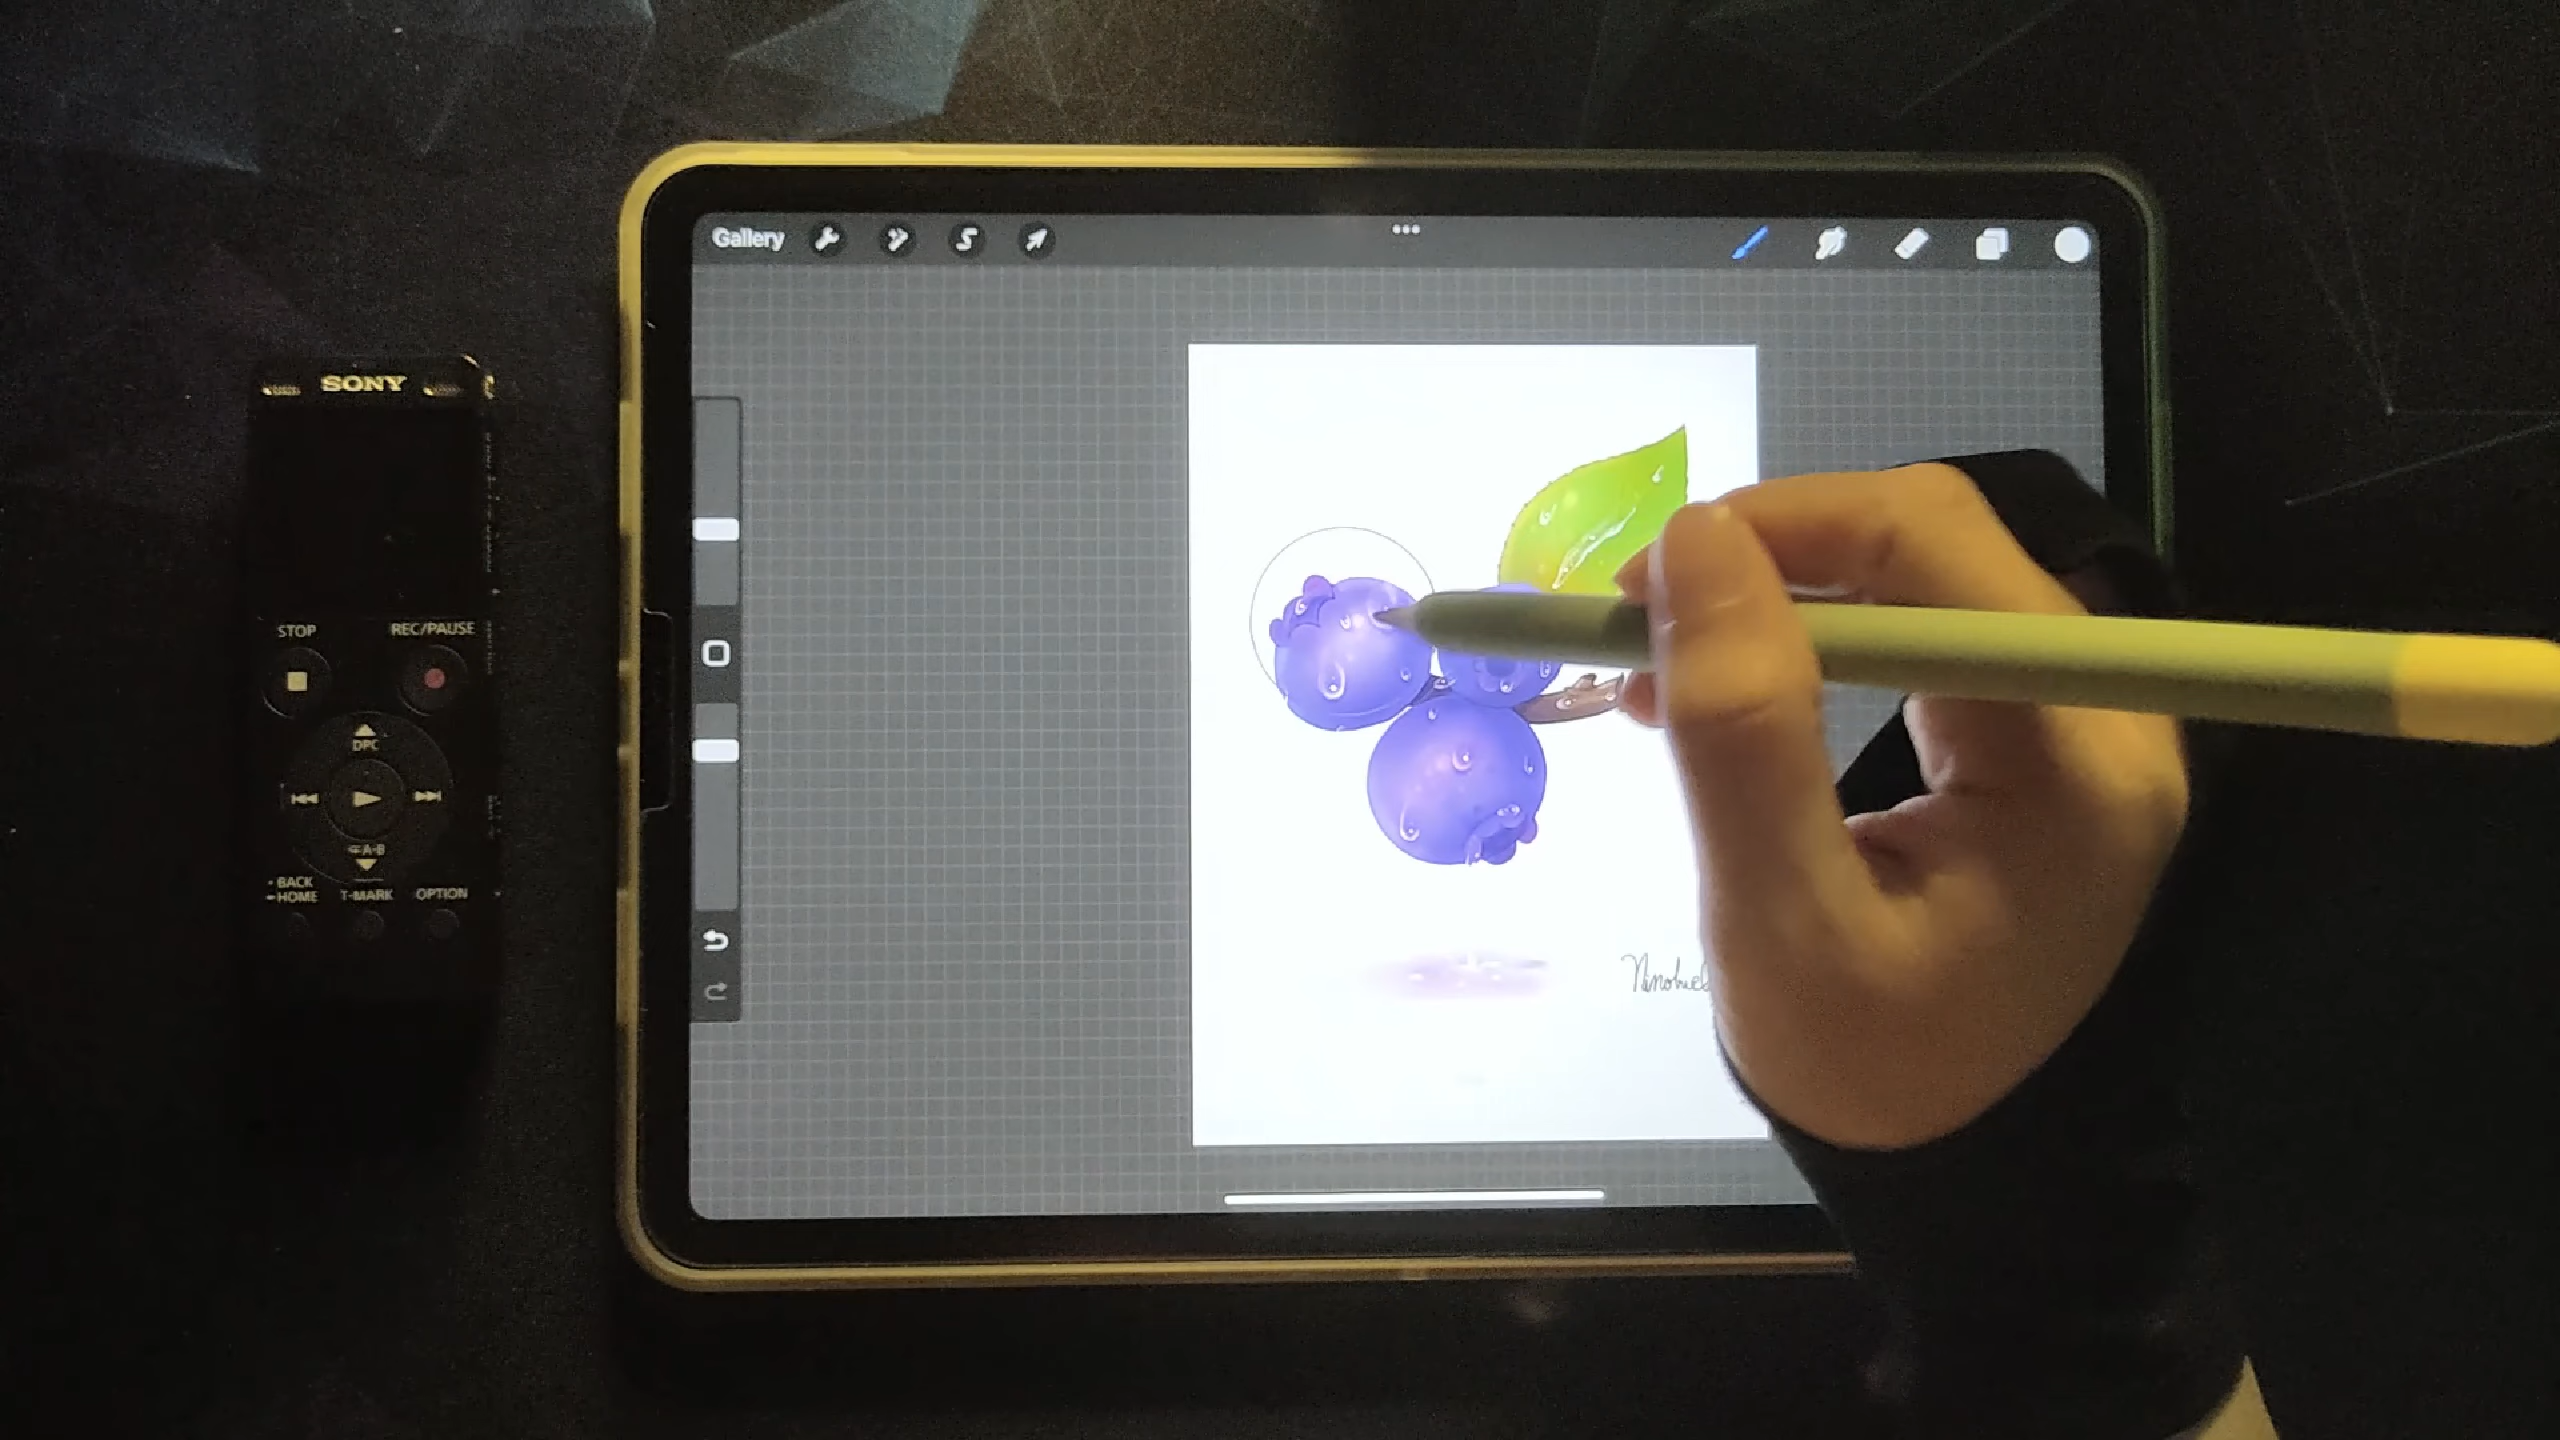 SONY
STOP REC/PAUSE
DPC
A-B
BACK
HOME T-MARK OPTION
Gallery